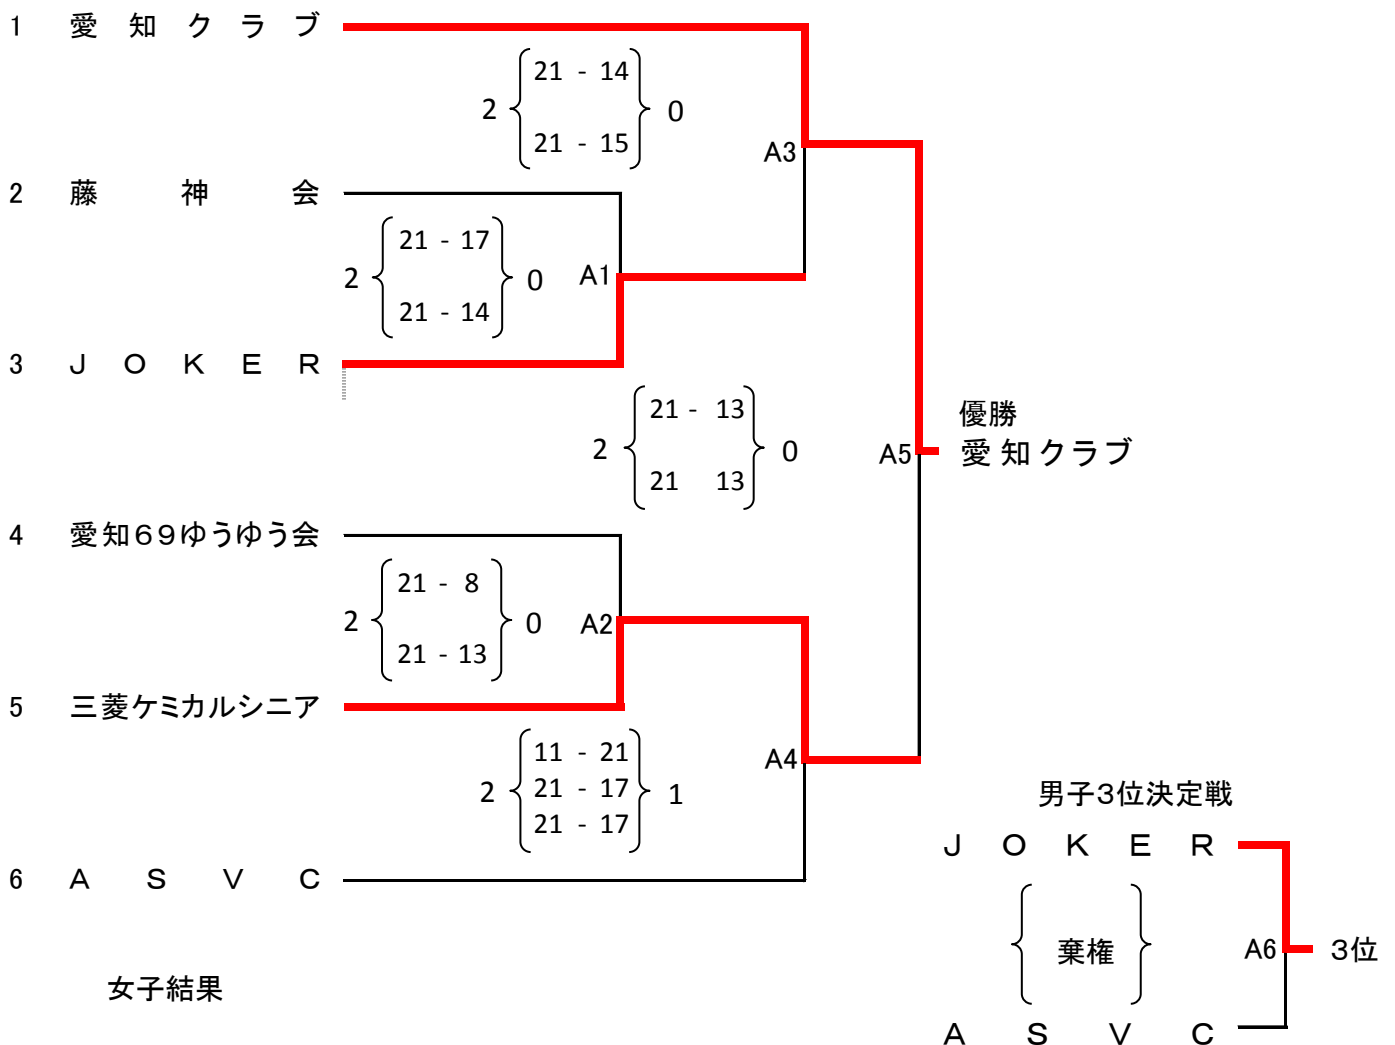 1 愛知クラブ
21 - 14
2 0
21 - 15
A3
2 藤神会
21 - 17
2 0 A1
21 - 14
3 ＪＯＫＥＲ
21 - 13
2 0
21 13
A5
優勝
愛知クラブ
4 愛知６９ゆうゆう会
21 - 8
2 0 A2
21 - 13
5 三菱ケミカルシニア
11 - 21
2 21 - 17 1
21 - 17
A4
6 ＡＳＶＣ
男子３位決定戦
ＪＯＫＥＲ
棄権
A6 ３位
ＡＳＶＣ
女子結果